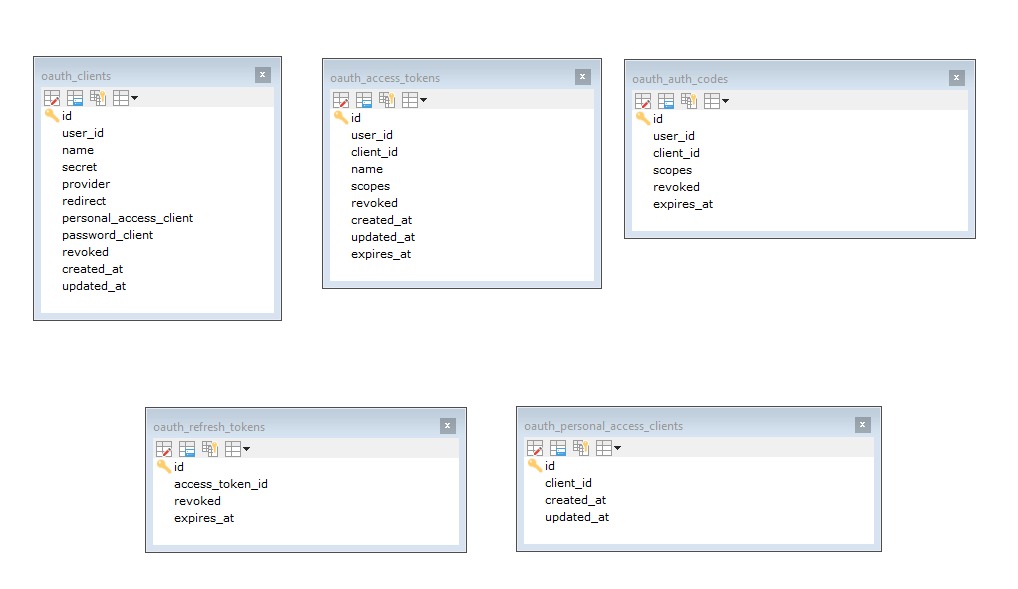 oauth_clients
id
user_id
name
secret
provider
redirect
personal_access_client
password_client
revoked
created_at
updated_at
oauth_access_tokens
id
user_id
client_id
name
scopes
revoked
created_at
updated_at
expires_at
oauth_auth_codes
id
user_id
client_id
scopes
revoked
expires_at
oauth_refresh_tokens
id
access_token_id
revoked
expires_at
oauth_personal_access_clients
id
client_id
created_at
updated_at